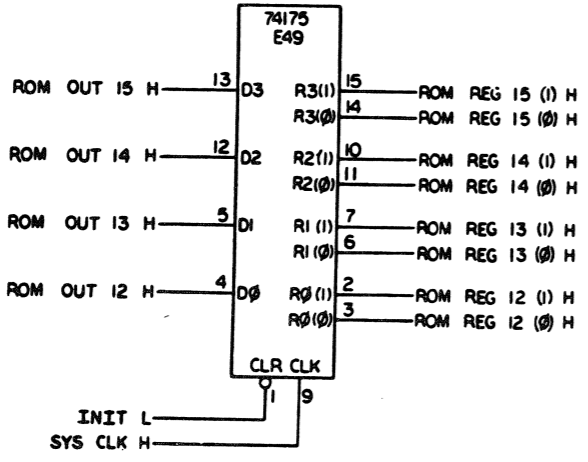 74175
E49
ROM OUT 15 H 13 D3 R3(1) 15 ROM REG 15 (1) H
R3(Ø) 14 ROM REG 15 (Ø) H
ROM OUT 14 H 12 D2 R2(1) 10 ROM REG 14 (1) H
R2(Ø) 11 ROM REG 14 (Ø) H
ROM OUT 13 H 5 D1 R1(1) 7 ROM REG 13 (1) H
R1(Ø) 6 ROM REG 13 (Ø) H
ROM OUT 12 H 4 DØ RØ(1) 2 ROM REG 12 (1) H
RØ(Ø) 3 ROM REG 12 (Ø) H
CLR CLK
1 9
INIT L
SYS CLK H